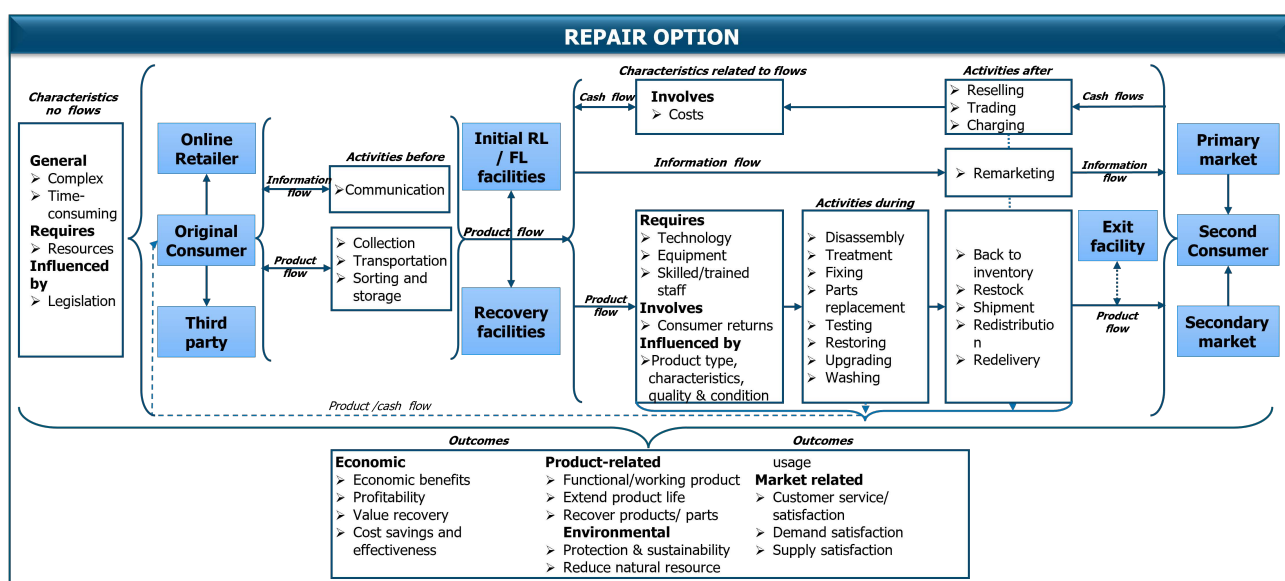 REPAIR OPTION
Characteristics
no flows
General
➢ Complex
➢ Time-
consuming
Requires
➢ Resources
Influenced
by
➢ Legislation
Online
Retailer
Original
Consumer
Third
party
Information
flow
Product
flow
Activities before
➢Communication
➢ Collection
➢ Transportation
➢ Sorting and
storage
Initial RL
/ FL
facilities
Product flow
Recovery
facilities
Characteristics related to flows
Cash flow
Involves
➢ Costs
Activities after
➢ Reselling
➢ Trading
➢ Charging
Cash flows
Information flow
➢ Remarketing
Information
flow
Product
flow
Requires
➢ Technology
➢ Equipment
➢ Skilled/trained
staff
Involves
➢ Consumer returns
Influenced by
➢Product type,
characteristics,
quality & condition
Activities during
➢ Disassembly
➢ Treatment
➢ Fixing
➢ Parts
replacement
➢ Testing
➢ Restoring
➢ Upgrading
➢ Washing
➢ Back to
inventory
➢ Restock
➢ Shipment
➢ Redistributio
n
➢ Redelivery
Exit
facility
Product
flow
Primary
market
Second
Consumer
Secondary
market
Product /cash flow
Outcomes
Outcomes
Economic
➢ Economic benefits
➢ Profitability
➢ Value recovery
➢ Cost savings and
effectiveness
Product-related
➢ Functional/working product
➢ Extend product life
➢ Recover products/ parts
Environmental
➢ Protection & sustainability
➢ Reduce natural resource
usage
Market related
➢ Customer service/
satisfaction
➢ Demand satisfaction
➢ Supply satisfaction